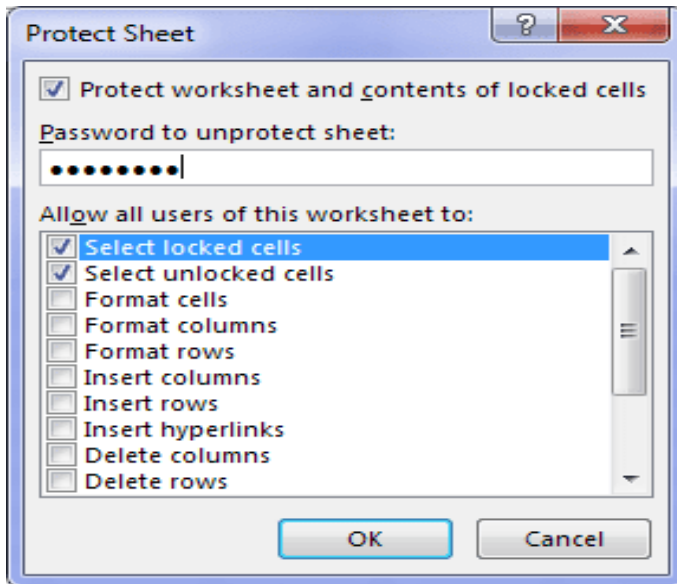 Protect Sheet
Protect worksheet and contents of locked cells
Password to unprotect sheet:
••••••••
Allow all users of this worksheet to:
Select locked cells
Select unlocked cells
Format cells
Format columns
Format rows
Insert columns
Insert rows
Insert hyperlinks
Delete columns
Delete rows
OK Cancel